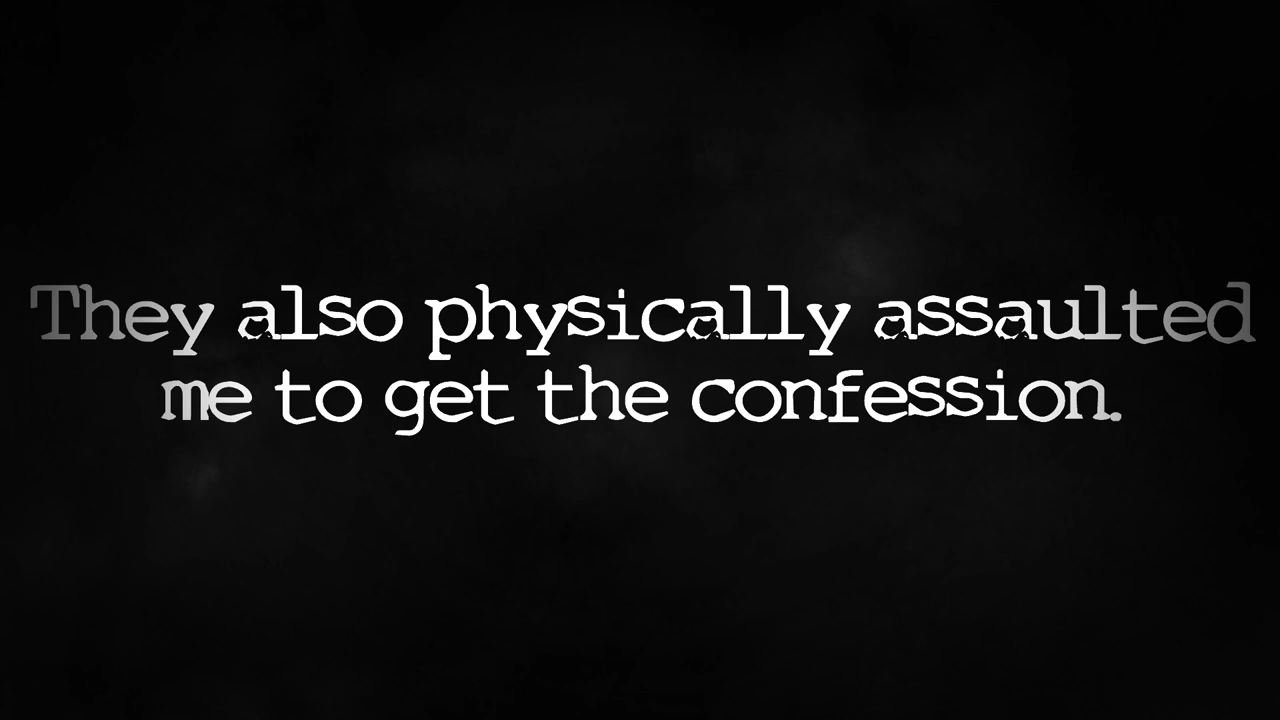 They also physically assaulted
me to get the confession.